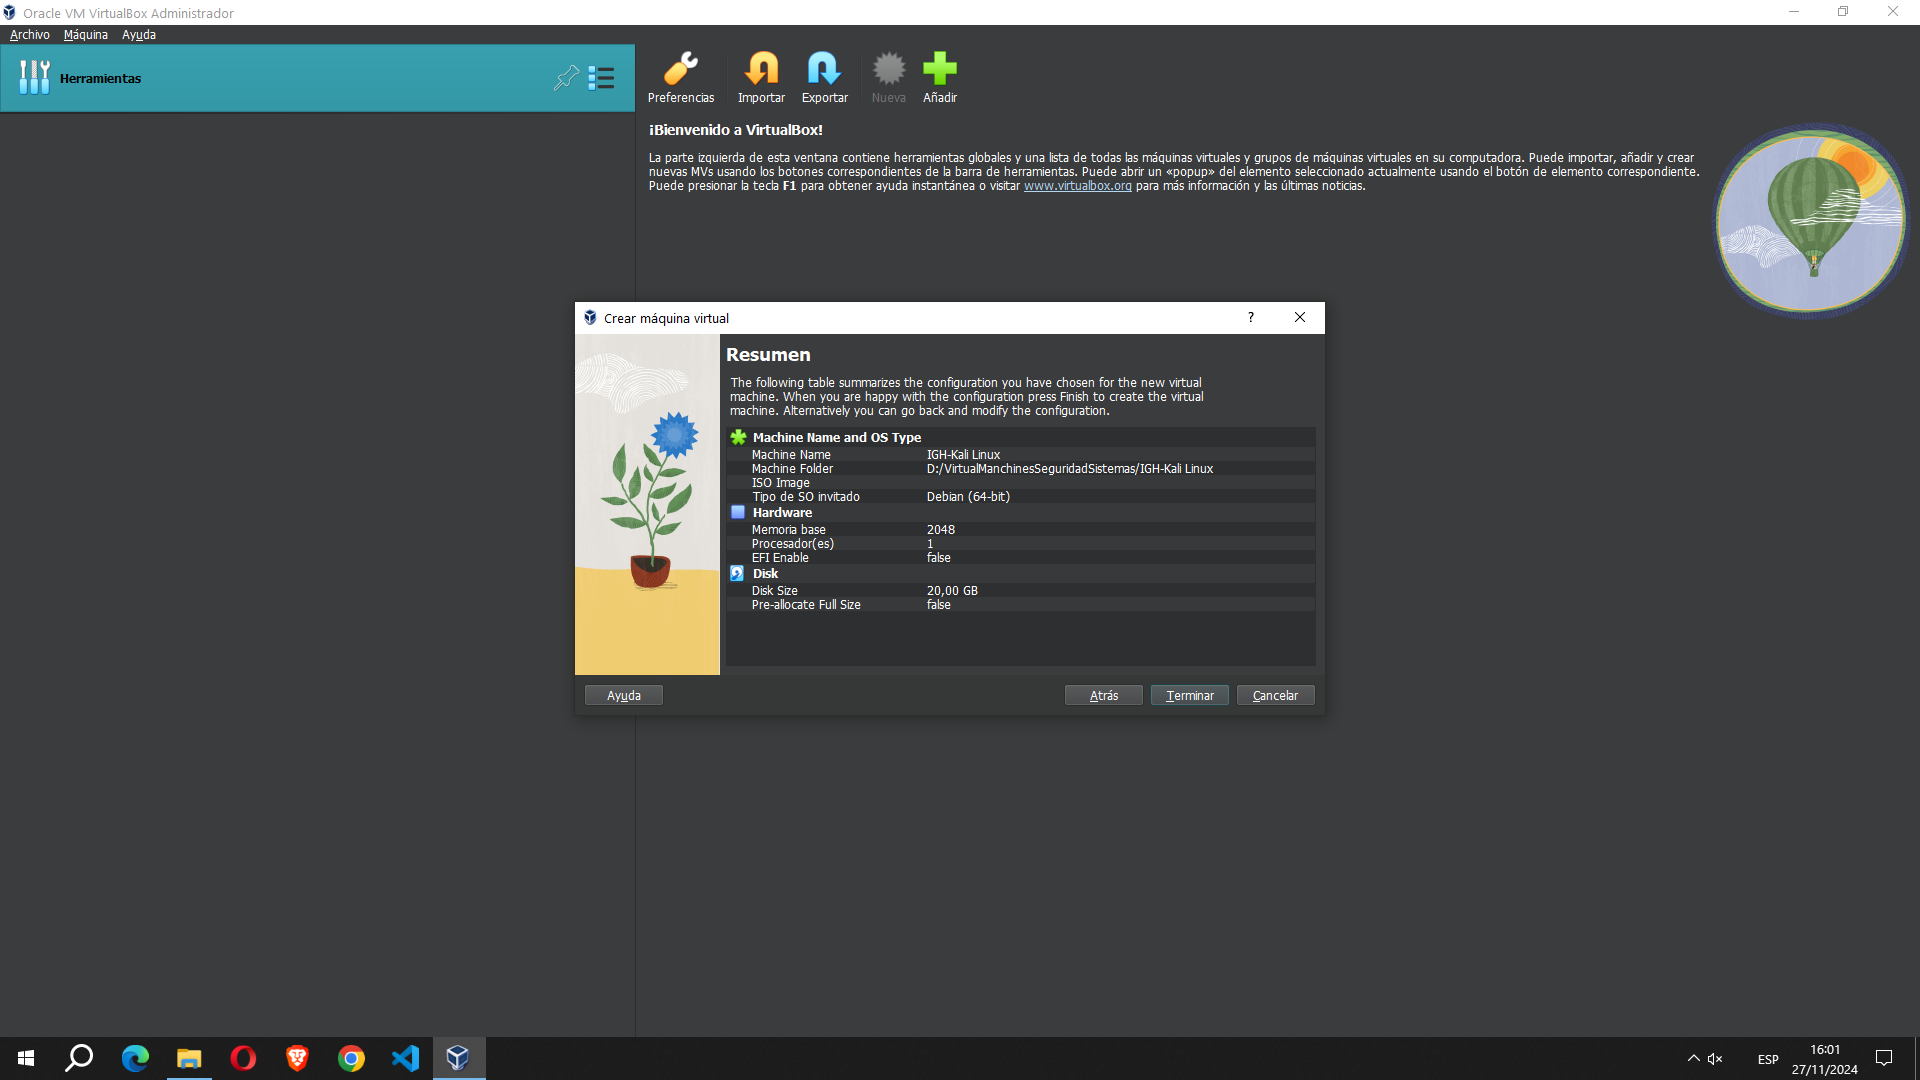 Oracle VM VirtualBox Administrador
Archivo Máquina Ayuda
Herramientas
Preferencias Importar Exportar Nueva Añadir
¡Bienvenido a VirtualBox!
La parte izquierda de esta ventana contiene herramientas globales y una lista de todas las máquinas virtuales y grupos de máquinas virtuales en su computadora. Puede importar, añadir y crear
nuevas MVs usando los botones correspondientes de la barra de herramientas. Puede abrir un «popup» del elemento seleccionado actualmente usando el botón de elemento correspondiente.
Puede presionar la tecla F1 para obtener ayuda instantánea o visitar www.virtualbox.org para más información y las últimas noticias.
Crear máquina virtual
?
Resumen
The following table summarizes the configuration you have chosen for the new virtual
machine. When you are happy with the configuration press Finish to create the virtual
machine. Alternatively you can go back and modify the configuration.
Machine Name and OS Type
Machine Name IGH-Kali Linux
Machine Folder D:/VirtualManchinesSeguridadSistemas/IGH-Kali Linux
ISO Image
Tipo de SO invitado Debian (64-bit)
Hardware
Memoria base 2048
Procesador(es) 1
EFI Enable false
Disk
Disk Size 20,00 GB
Pre-allocate Full Size false
Ayuda Atrás Terminar Cancelar
ESP
16:01
27/11/2024